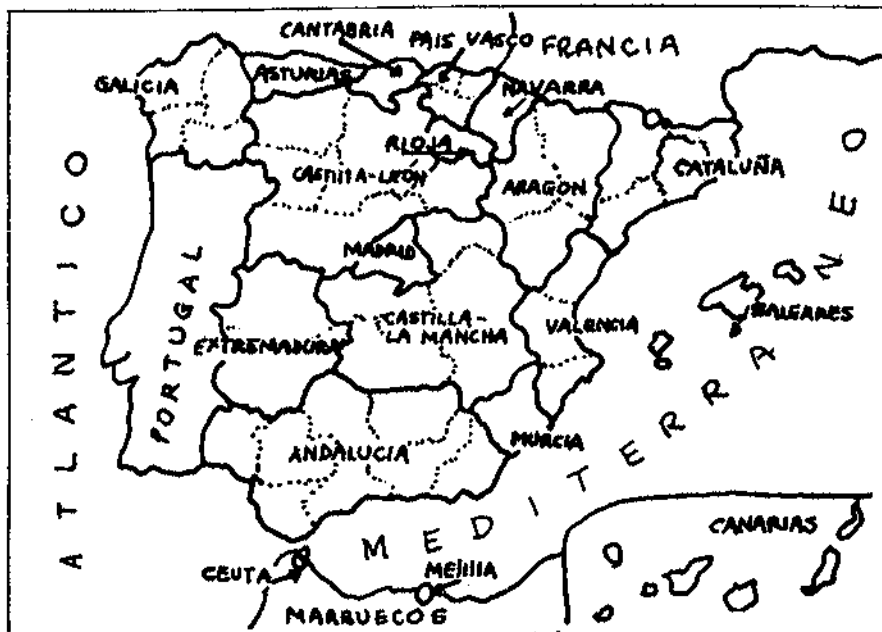 CANTABRIA
PAIS VASCO
FRANCIA
GALICIA
ASTURIAS
NAVARRA
RIOJA
CASTILLA-LEÓN
ARAGON
CATALUÑA
ATLANTICO
PORTUGAL
MADRID
EXTREMADURA
CASTILLA-
LA MANCHA
VALENCIA
BALEARES
ANDALUCIA
MURCIA
MEDITERRANEO
CANARIAS
CEUTA
MELILLA
MARRUECOS